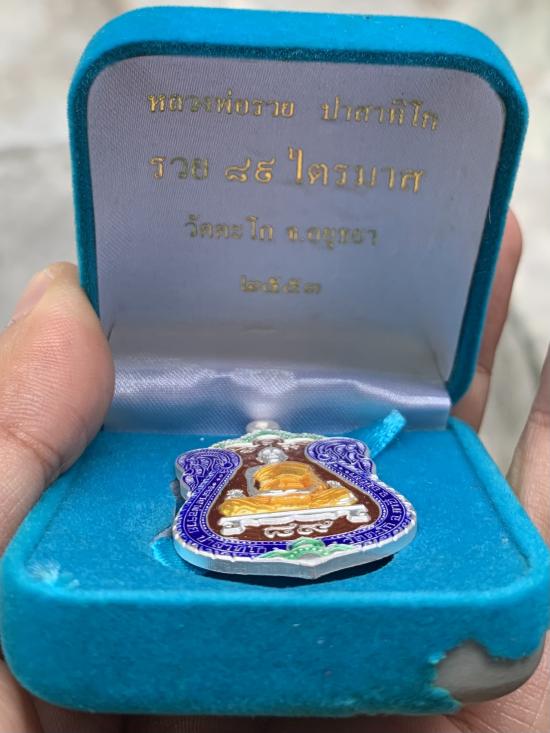 หลวงพ่อรวย ปาสาทิโก
รวย ๘๙ ไตรมาส
วัดตะโก จ.อยุธยา
๒๕๕๓
๘๙